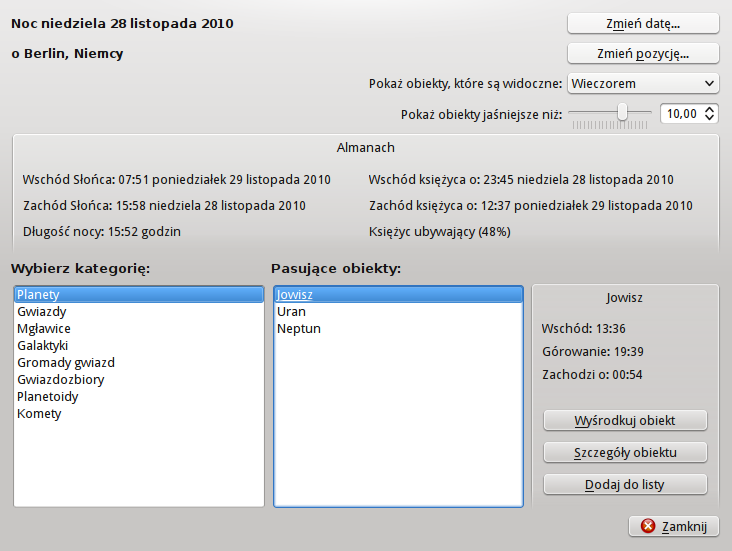 Noc niedziela 28 listopada 2010
Zmień datę...
o Berlin, Niemcy
Zmień pozycję...
Pokaż obiekty, które są widoczne: Wieczorem
Pokaż obiekty jaśniejsze niż: 10,00
Almanach
Wschód Słońca: 07:51 poniedziałek 29 listopada 2010
Wschód księżyca o: 23:45 niedziela 28 listopada 2010
Zachód Słońca: 15:58 niedziela 28 listopada 2010
Zachód księżyca o: 12:37 poniedziałek 29 listopada 2010
Długość nocy: 15:52 godzin
Księżyc ubywający (48%)
Wybierz kategorię:
Planety
Gwiazdy
Mgławice
Galaktyki
Gromady gwiazd
Gwiazdozbiory
Planetoidy
Komety
Pasujące obiekty:
Jowisz
Uran
Neptun
Jowisz
Wschód: 13:36
Górowanie: 19:39
Zachodzi o: 00:54
Wyśrodkuj obiekt
Szczegóły obiektu
Dodaj do listy
Zamknij